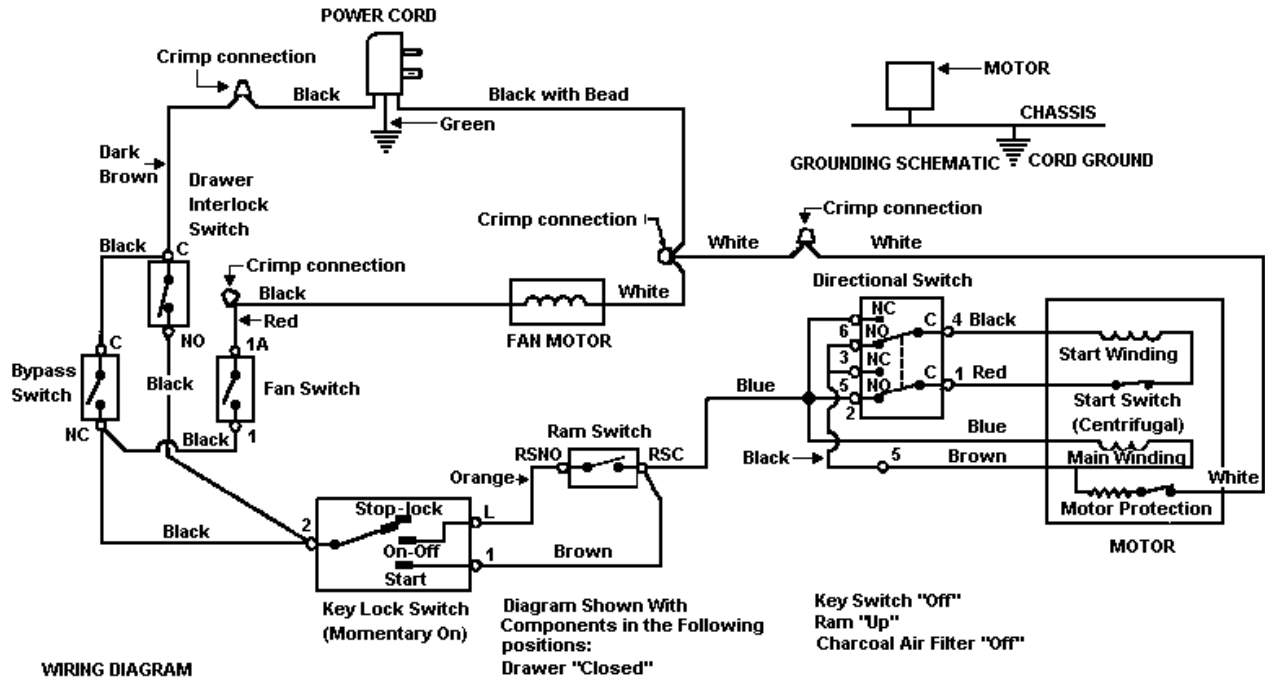 POWER CORD
Crimp connection
Black
Black with Bead
Green
MOTOR
CHASSIS
GROUNDING SCHEMATIC
CORD GROUND
Dark
Brown
Drawer
Interlock
Switch
Crimp connection
Crimp connection
White
White
Black
C
Crimp connection
Black
White
Directional Switch
Red
FAN MOTOR
NO
1A
C
Bypass
Switch
Black
Fan Switch
NC
Black
1
NC
6
NO
C
4
Black
3
NC
5
NO
C
1
Red
2
Start Winding
Start Switch
(Centrifugal)
Blue
Blue
Main Winding
Black
5
Brown
White
Motor Protection
MOTOR
Ram Switch
RSNO
RSC
Orange
Stop-lock
L
2
Black
On-Off
1
Brown
Start
Key Lock Switch
(Momentary On)
Diagram Shown With
Components in the Following
positions:
Drawer "Closed"
Key Switch "Off"
Ram "Up"
Charcoal Air Filter "Off"
WIRING DIAGRAM